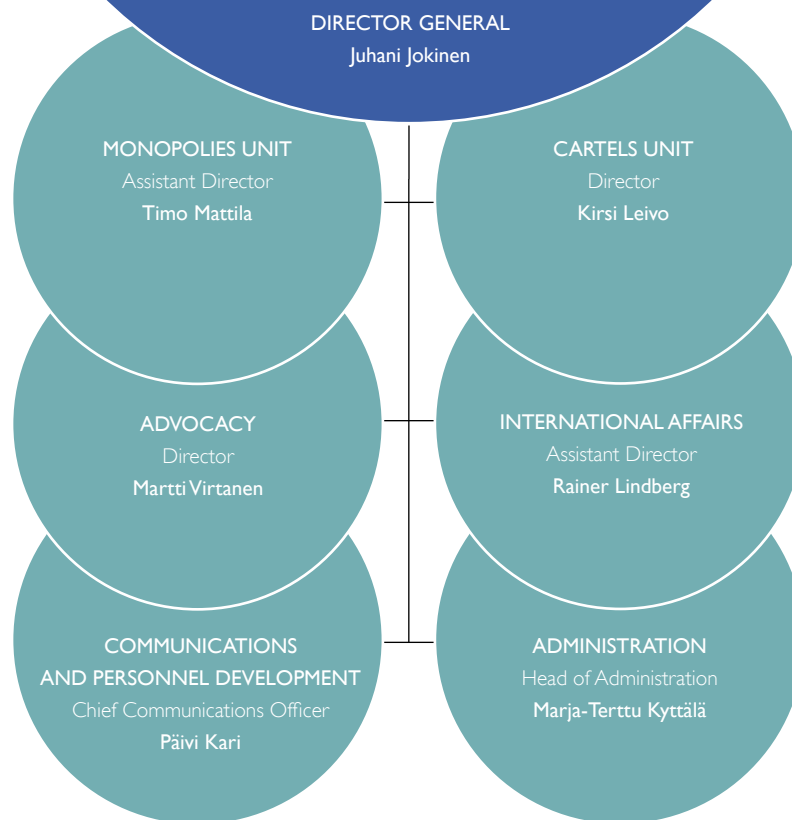 DIRECTOR GENERAL
Juhani Jokinen
MONOPOLIES UNIT
Assistant Director
Timo Mattila
CARTELS UNIT
Director
Kirsi Leivo
ADVOCACY
Director
Martti Virtanen
INTERNATIONAL AFFAIRS
Assistant Director
Rainer Lindberg
COMMUNICATIONS
AND PERSONNEL DEVELOPMENT
Chief Communications Officer
Päivi Kari
ADMINISTRATION
Head of Administration
Marja-Terttu Kyttälä